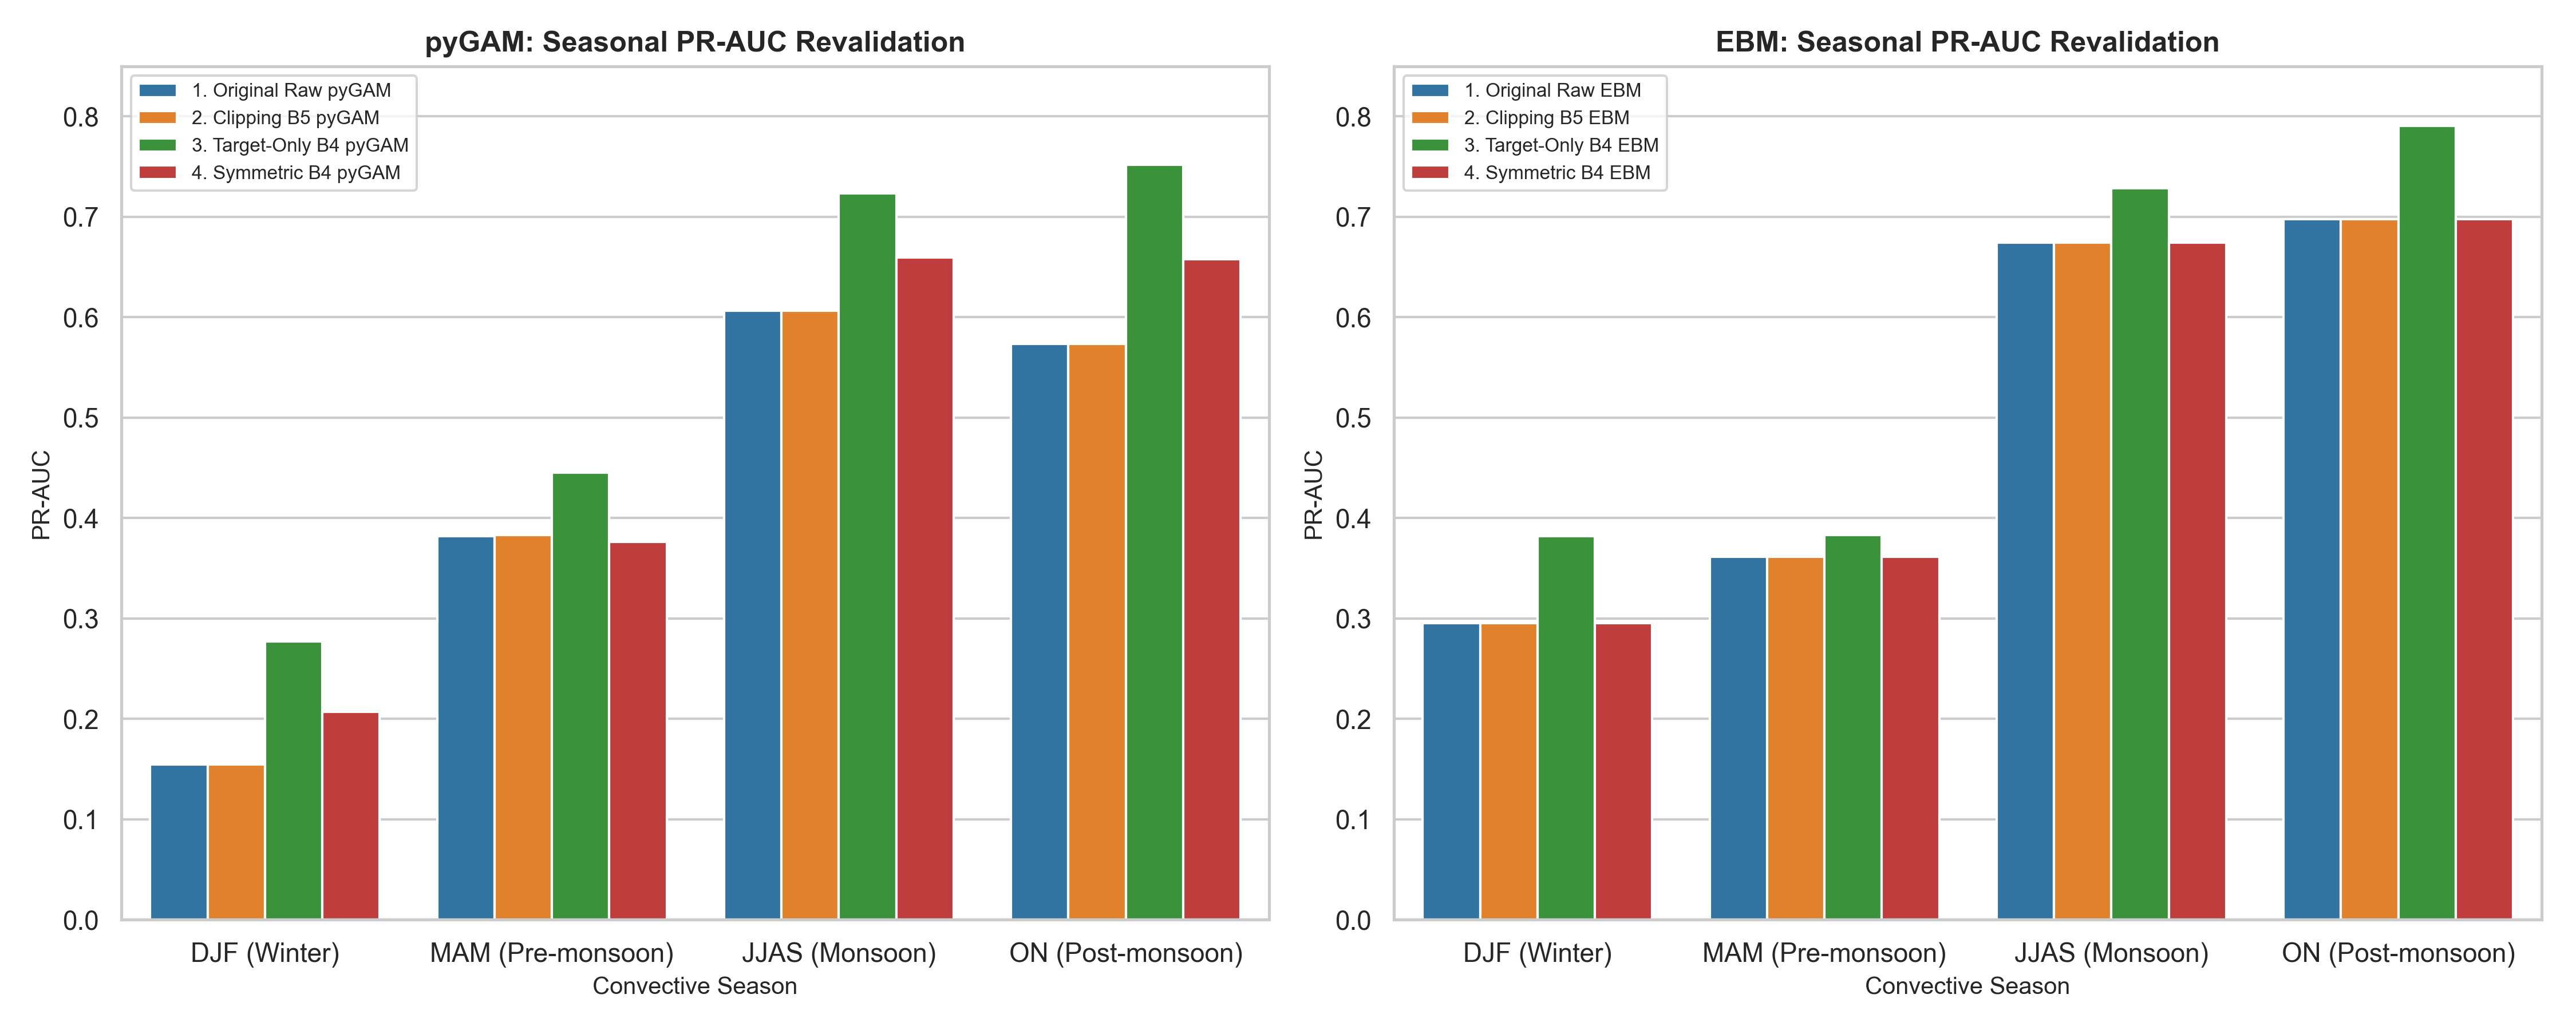 pyGAM: Seasonal PR-AUC Revalidation
1. Original Raw pyGAM
2. Clipping B5 pyGAM
3. Target-Only B4 pyGAM
4. Symmetric B4 pyGAM
PR-AUC
0.8
0.7
0.6
0.5
0.4
0.3
0.2
0.1
0.0
DJF (Winter)
MAM (Pre-monsoon)
JJAS (Monsoon)
ON (Post-monsoon)
Convective Season
EBM: Seasonal PR-AUC Revalidation
1. Original Raw EBM
2. Clipping B5 EBM
3. Target-Only B4 EBM
4. Symmetric B4 EBM
PR-AUC
0.8
0.7
0.6
0.5
0.4
0.3
0.2
0.1
0.0
DJF (Winter)
MAM (Pre-monsoon)
JJAS (Monsoon)
ON (Post-monsoon)
Convective Season